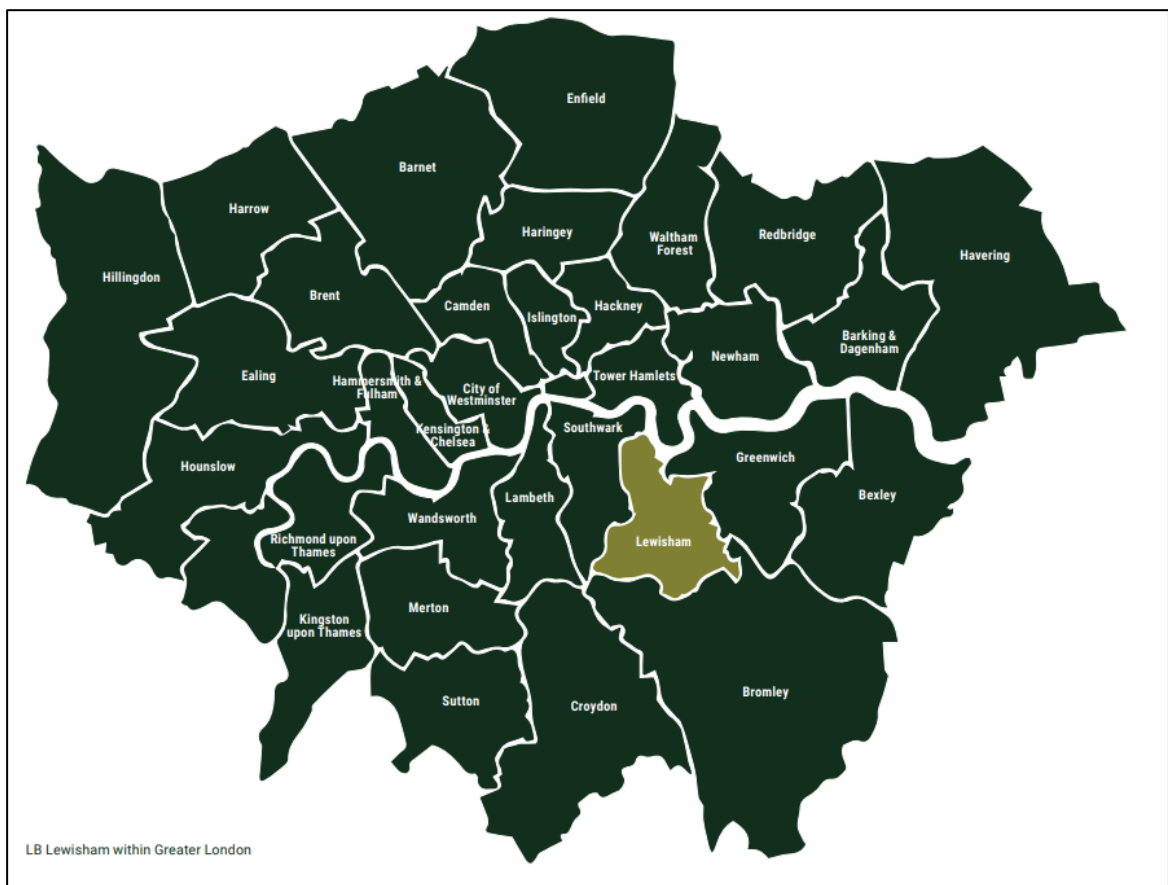 Enfield
Barnet
Harrow
Haringey
Waltham
Forest
Redbridge
Havering
Hillingdon
Brent
Camden
Islington
Hackney
Newham
Barking &
Dagenham
Ealing
Hammersmith &
Fulham
City of
Westminster
Tower Hamlets
Kensington &
Chelsea
Southwark
Greenwich
Hounslow
Bexley
Lambeth
Wandsworth
Richmond upon
Thames
Lewisham
Merton
Kingston
upon Thames
Bromley
Sutton
Croydon
LB Lewisham within Greater London